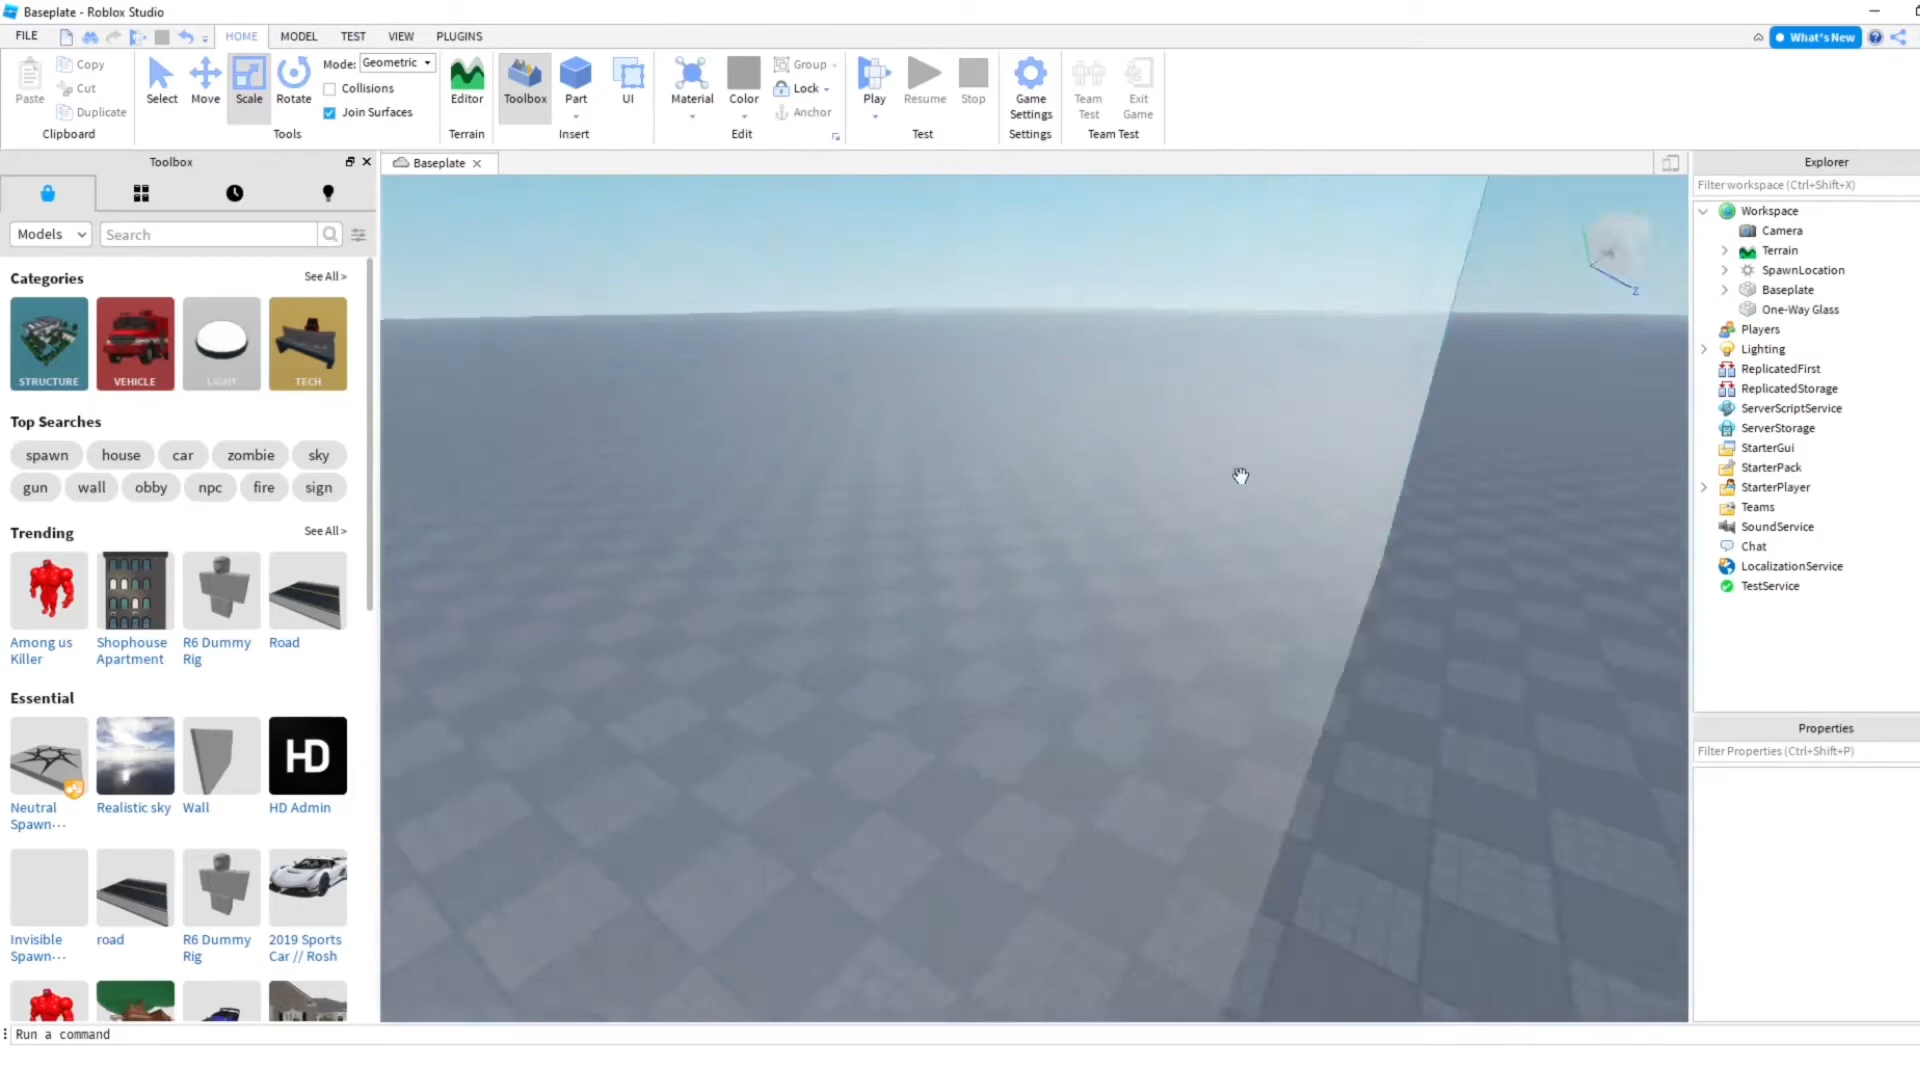 Baseplate - Roblox Studio
FILE HOME MODEL TEST VIEW PLUGINS What's New
Paste Copy Cut Duplicate Clipboard
Select Move Scale Rotate Mode: Geometric Collisions Join Surfaces Tools
Editor Terrain
Toolbox Part UI Insert
Material Color Group Lock Anchor Edit
Play Resume Stop Test
Game Settings Settings
Team Test Exit Game Team Test
Toolbox
Models Search
Categories See All >
STRUCTURE VEHICLE LIGHT TECH
Top Searches
spawn house car zombie sky
gun wall obby npc fire sign
Trending See All >
Among us Killer
Shophouse Apartment
R6 Dummy Rig
Road
Essential
HD
Neutral Spawn···
Realistic sky
Wall
HD Admin
Invisible Spawn···
road
R6 Dummy Rig
2019 Sports Car // Rosh
Baseplate
Z
Explorer
Filter workspace (Ctrl+Shift+X)
Workspace
Camera
Terrain
SpawnLocation
Baseplate
One-Way Glass
Players
Lighting
ReplicatedFirst
ReplicatedStorage
ServerScriptService
ServerStorage
StarterGui
StarterPack
StarterPlayer
Teams
SoundService
Chat
LocalizationService
TestService
Properties
Filter Properties (Ctrl+Shift+P)
Run a command